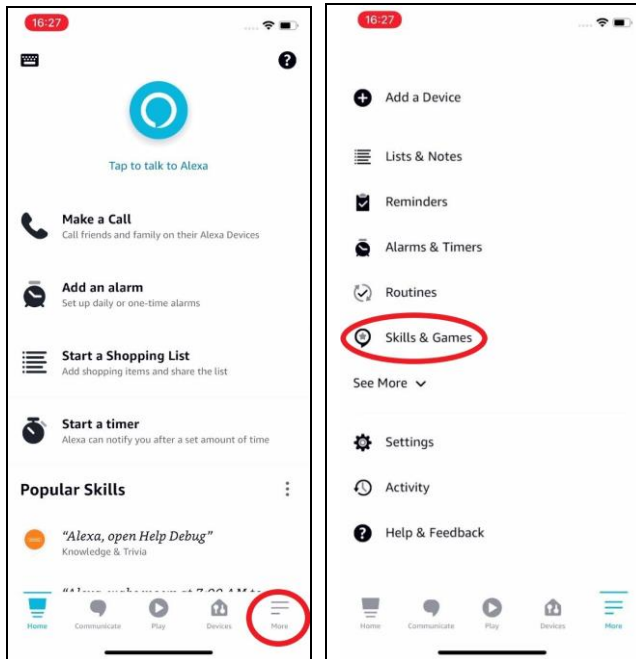 16:27
Tap to talk to Alexa
Make a Call
Call friends and family on their Alexa Devices
Add an alarm
Set up daily or one-time alarms
Start a Shopping List
Add shopping items and share the list
Start a timer
Alexa can notify you after a set amount of time
Popular Skills
"Alexa, open Help Debug"
Knowledge & Trivia
Home Communicate Play Devices More
16:27
Add a Device
Lists & Notes
Reminders
Alarms & Timers
Routines
Skills & Games
See More
Settings
Activity
Help & Feedback
Home Communicate Play Devices More